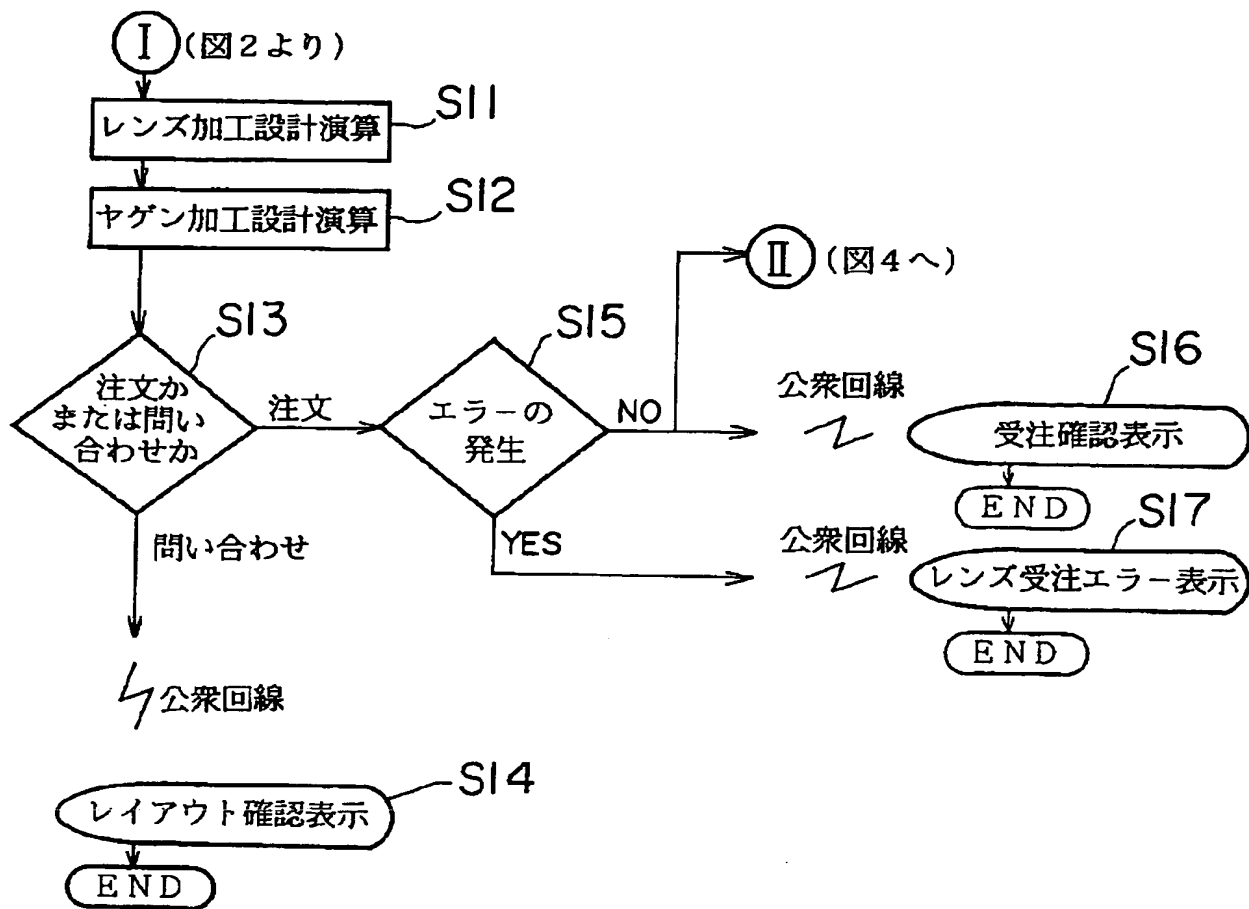 Ⅰ (図2より)
S11
レンズ加工設計演算
S12
ヤゲン加工設計演算
Ⅱ (図4へ)
S13
注文か
または問い
合わせか
注文
S15
エラーの
発生
NO
公衆回線
S16
受注確認表示
END
問い合わせ
YES
公衆回線
S17
レンズ受注エラー表示
END
公衆回線
S14
レイアウト確認表示
END